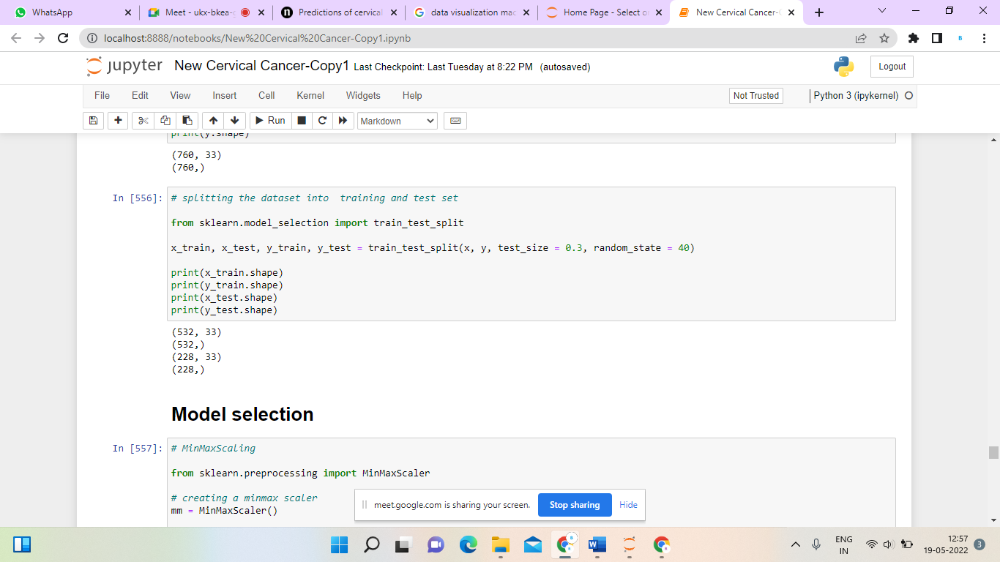 WhatsApp
Meet - ukx-bkea-
Predictions of cervical
data visualization mac
Home Page - Select o
New Cervical Cancer-
localhost:8888/notebooks/New%20Cervical%20Cancer-Copy1.ipynb
B
jupyter New Cervical Cancer-Copy1 Last Checkpoint: Last Tuesday at 8:22 PM (autosaved)
Logout
File Edit View Insert Cell Kernel Widgets Help
Not Trusted
Python 3 (ipykernel)
Run
Markdown
print(y.shape)
(760, 33)
(760,)
In [556]:
# splitting the dataset into  training and test set
from sklearn.model_selection import train_test_split
x_train, x_test, y_train, y_test = train_test_split(x, y, test_size = 0.3, random_state = 40)
print(x_train.shape)
print(y_train.shape)
print(x_test.shape)
print(y_test.shape)
(532, 33)
(532,)
(228, 33)
(228,)
Model selection
In [557]:
# MinMaxScaling
from sklearn.preprocessing import MinMaxScaler
# creating a minmax scaler
mm = MinMaxScaler()
meet.google.com is sharing your screen.
Stop sharing
Hide
ENG
IN
12:57
19-05-2022
3